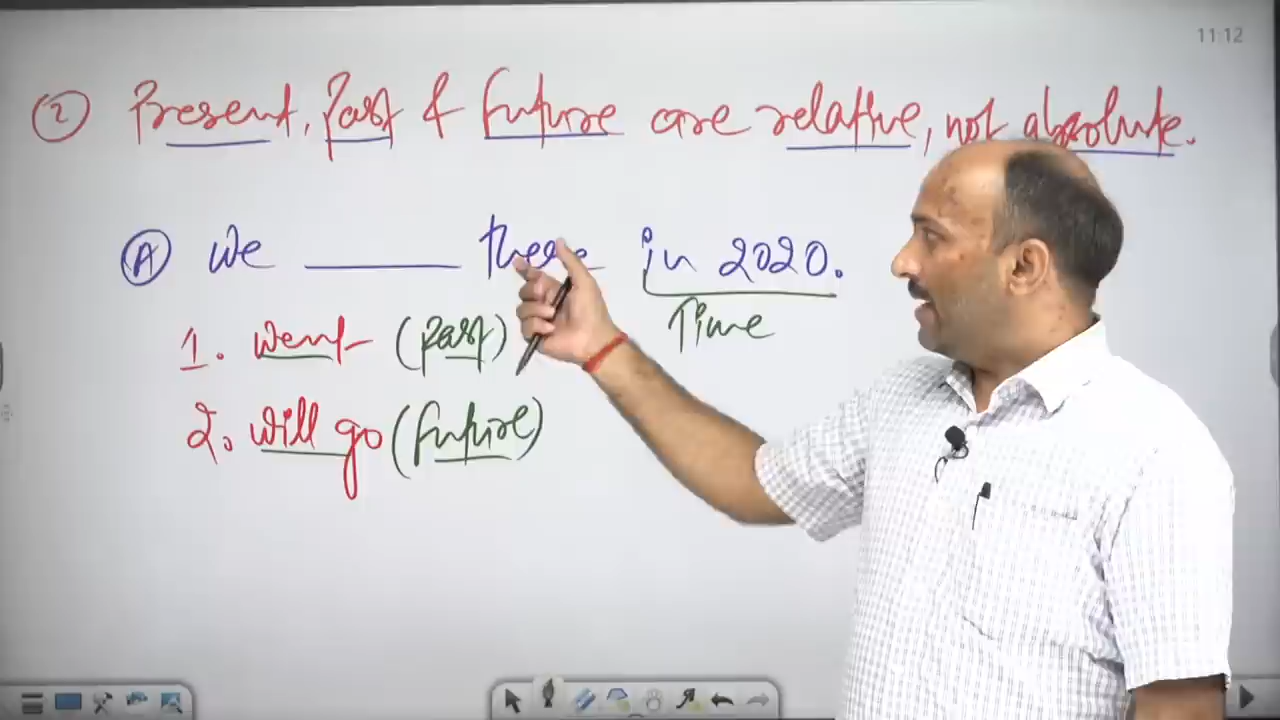 11:12
② Present, Past & Future are relative, not absolute.
Ⓐ We ______ there in 2020.
Time
1. went (past)
2. will go (future)